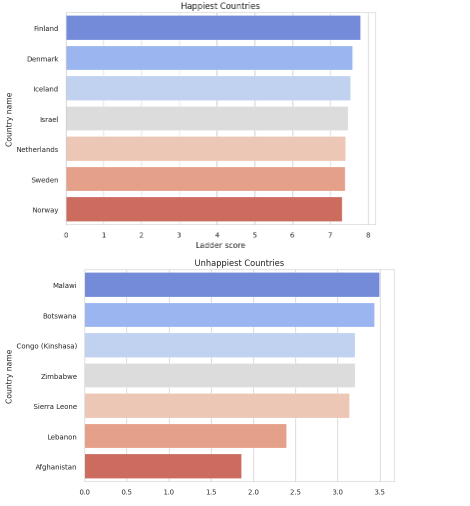 Happiest Countries
Country name
Finland
Denmark
Iceland
Israel
Netherlands
Sweden
Norway
0 1 2 3 4 5 6 7 8
Ladder score
Unhappiest Countries
Country name
Malawi
Botswana
Congo (Kinshasa)
Zimbabwe
Sierra Leone
Lebanon
Afghanistan
0.0 0.5 1.0 1.5 2.0 2.5 3.0 3.5